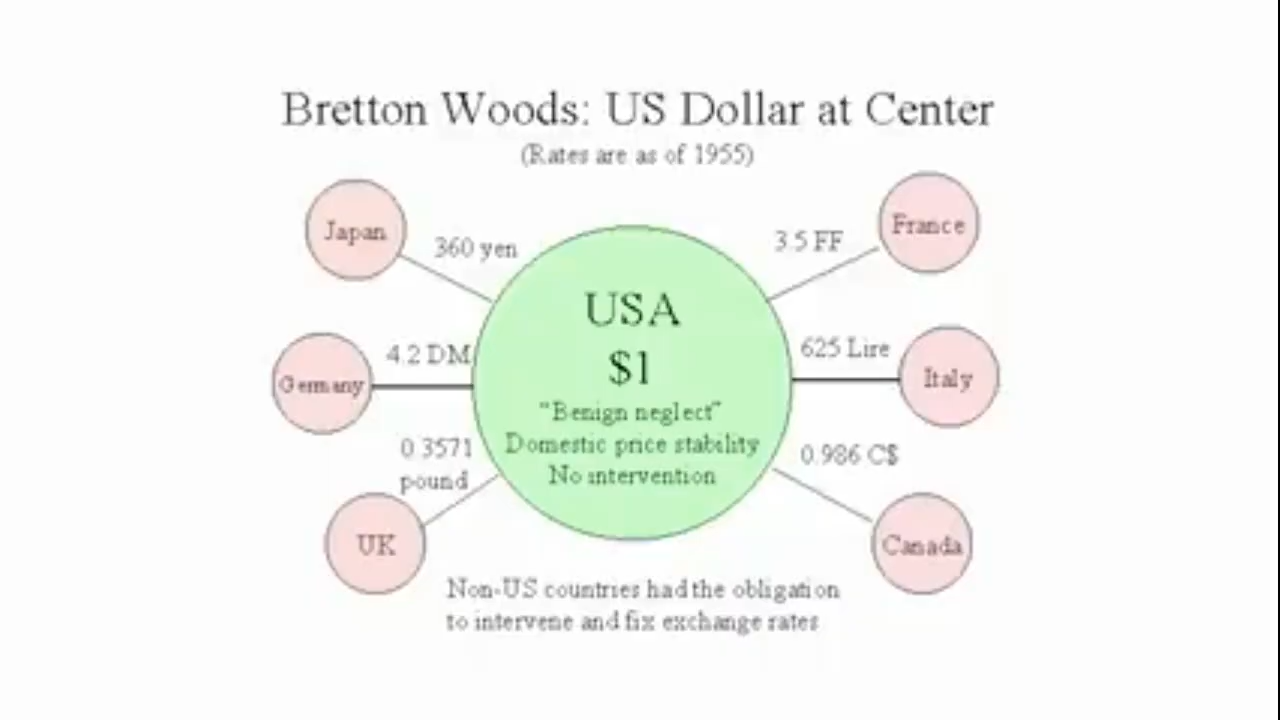 Bretton Woods: US Dollar at Center
(Rates are as of 1955)
Japan
360 yen
3.5 FF
France
USA
$1
"Benign neglect"
Domestic price stability
No intervention
Germany
4.2 DM
625 Lire
Italy
0.3571
pound
0.986 C$
UK
Canada
Non-US countries had the obligation
to intervene and fix exchange rates